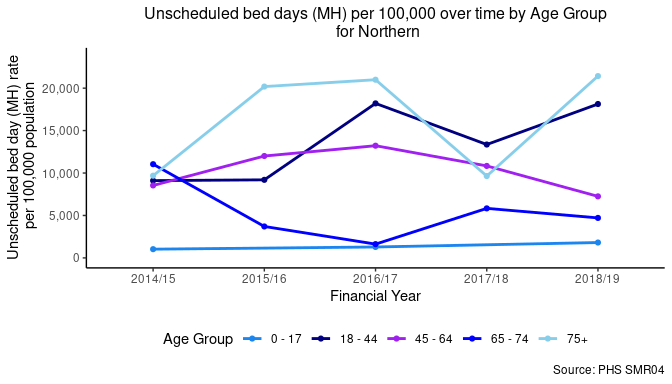 Unscheduled bed days (MH) per 100,000 over time by Age Group
for Northern
Unscheduled bed day (MH) rate
per 100,000 population
20,000
15,000
10,000
5,000
0
2014/15 2015/16 2016/17 2017/18 2018/19
Financial Year
Age Group 0 - 17 18 - 44 45 - 64 65 - 74 75+
Source: PHS SMR04